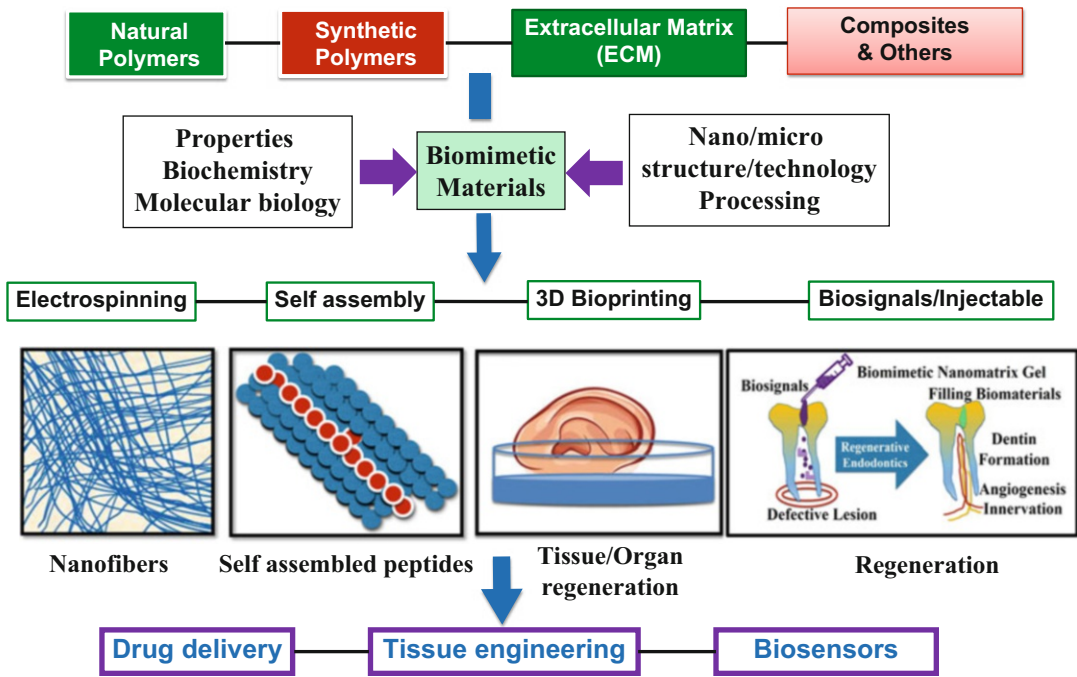 Natural
Polymers
Synthetic
Polymers
Extracellular Matrix
(ECM)
Composites
& Others
Properties
Biochemistry
Molecular biology
Biomimetic
Materials
Nano/micro
structure/technology
Processing
Electrospinning
Self assembly
3D Bioprinting
Biosignals/Injectable
Biosignals
Biomimetic Nanomatrix Gel
Filling Biomaterials
Regenerative
Endodontics
Dentin
Formation
Angiogenesis
Innervation
Defective Lesion
Nanofibers
Self assembled peptides
Tissue/Organ
regeneration
Regeneration
Drug delivery
Tissue engineering
Biosensors